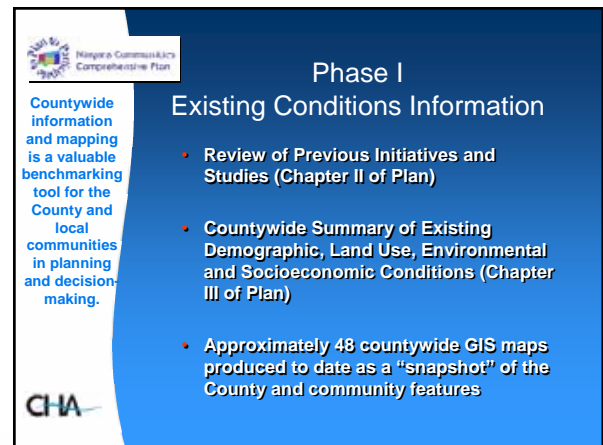 Niagara Communities
Comprehensive Plan
Countywide
information
and mapping
is a valuable
benchmarking
tool for the
County and
local
communities
in planning
and decision-
making.
CHA
Phase I
Existing Conditions Information
• Review of Previous Initiatives and
Studies (Chapter II of Plan)
• Countywide Summary of Existing
Demographic, Land Use, Environmental
and Socioeconomic Conditions (Chapter
III of Plan)
• Approximately 48 countywide GIS maps
produced to date as a “snapshot” of the
County and community features